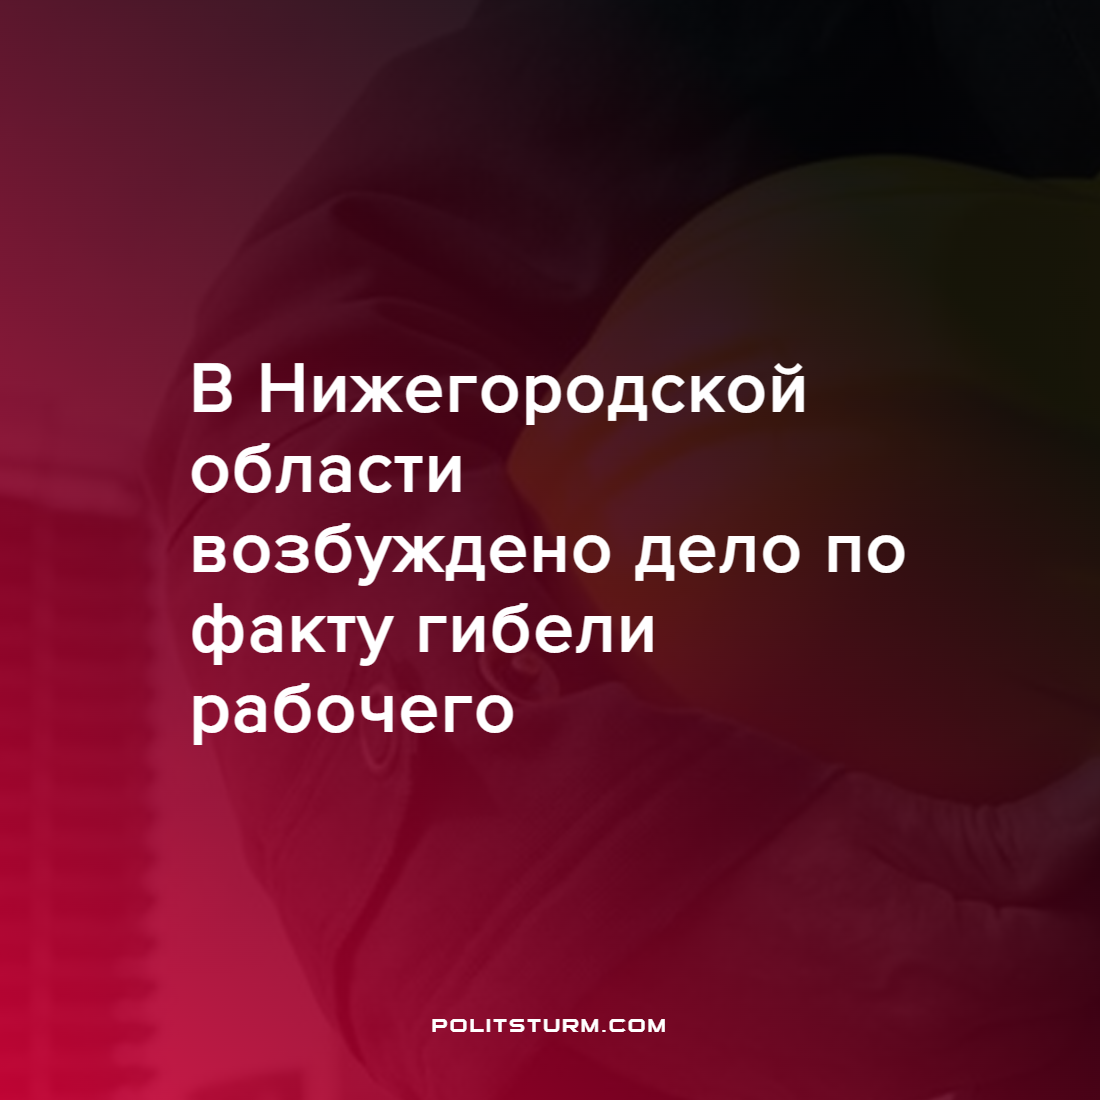 В Нижегородской
области
возбуждено дело по
факту гибели
рабочего
POLITSTURM.COM